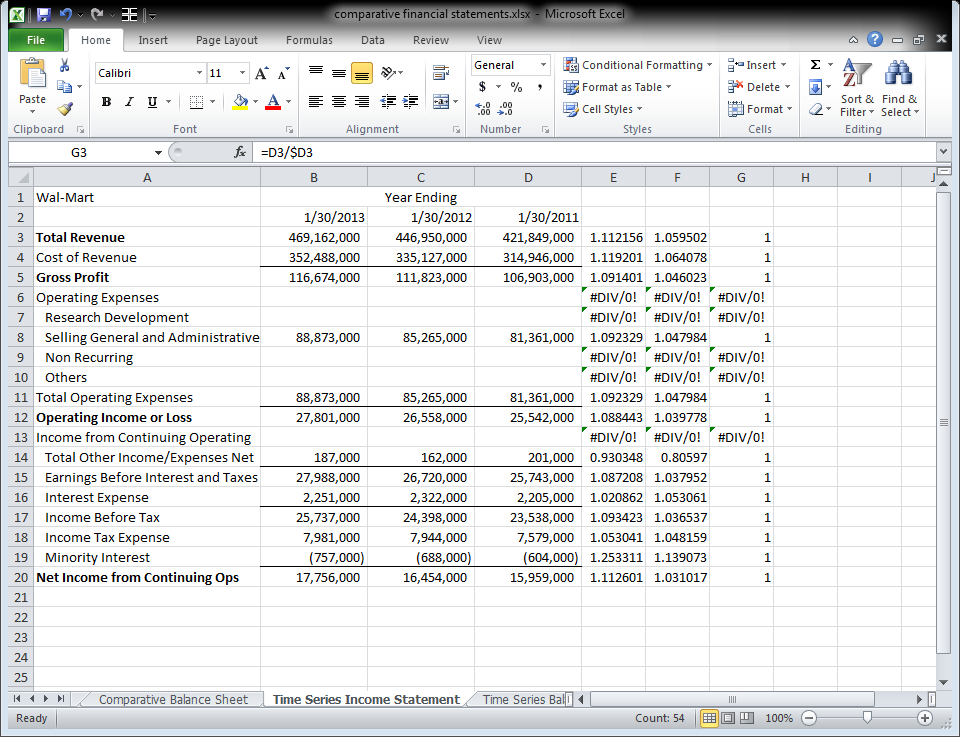 comparative financial statements.xlsx - Microsoft Excel
File Home Insert Page Layout Formulas Data Review View
Calibri 11 General Conditional Formatting Insert
Paste B I U Format as Table Delete Sort & Find &
$ % , Cell Styles Format Filter Select
Clipboard Font Alignment Number Styles Cells Editing
G3 fx =D3/$D3
A B C D E F G H I J
1 Wal-Mart Year Ending
2 1/30/2013 1/30/2012 1/30/2011
3 Total Revenue 469,162,000 446,950,000 421,849,000 1.112156 1.059502 1
4 Cost of Revenue 352,488,000 335,127,000 314,946,000 1.119201 1.064078 1
5 Gross Profit 116,674,000 111,823,000 106,903,000 1.091401 1.046023 1
6 Operating Expenses #DIV/0! #DIV/0! #DIV/0!
7 Research Development #DIV/0! #DIV/0! #DIV/0!
8 Selling General and Administrative 88,873,000 85,265,000 81,361,000 1.092329 1.047984 1
9 Non Recurring #DIV/0! #DIV/0! #DIV/0!
10 Others #DIV/0! #DIV/0! #DIV/0!
11 Total Operating Expenses 88,873,000 85,265,000 81,361,000 1.092329 1.047984 1
12 Operating Income or Loss 27,801,000 26,558,000 25,542,000 1.088443 1.039778 1
13 Income from Continuing Operating #DIV/0! #DIV/0! #DIV/0!
14 Total Other Income/Expenses Net 187,000 162,000 201,000 0.930348 0.80597 1
15 Earnings Before Interest and Taxes 27,988,000 26,720,000 25,743,000 1.087208 1.037952 1
16 Interest Expense 2,251,000 2,322,000 2,205,000 1.020862 1.053061 1
17 Income Before Tax 25,737,000 24,398,000 23,538,000 1.093423 1.036537 1
18 Income Tax Expense 7,981,000 7,944,000 7,579,000 1.053041 1.048159 1
19 Minority Interest (757,000) (688,000) (604,000) 1.253311 1.139073 1
20 Net Income from Continuing Ops 17,756,000 16,454,000 15,959,000 1.112601 1.031017 1
21
22
23
24
25
Comparative Balance Sheet Time Series Income Statement Time Series Bal
Ready Count: 54 100%